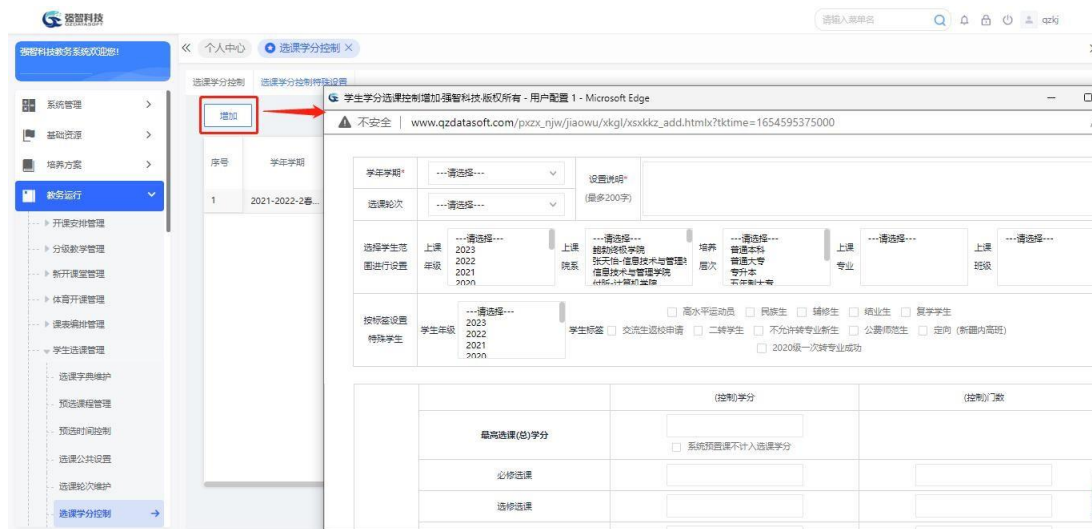 强智科技
QZDATASOFT
请输入菜单名
qzkj
强智科技教务系统欢迎您!
个人中心
选课学分控制
系统管理
基础资源
培养方案
教务运行
开课安排管理
分级教学管理
新开课堂管理
体育开课管理
课表编排管理
学生选课管理
选课字典维护
预选课程管理
预选时间控制
选课公共设置
选课轮次维护
选课学分控制
选课学分控制 选课学分控制特殊设置
增加
序号 学年学期
1 2021-2022-2春...
学生学分选课控制增加-强智科技.版权所有 - 用户配置 1 - Microsoft Edge
不安全 | www.qzdatasoft.com/pxzx_njw/jiaowu/xkgl/xsxkkz_add.htmlx?tktime=1654595375000
学年学期* ---请选择---
选课轮次 ---请选择---
设置说明*
(最多200字)
选择学生范
围进行设置
上课
年级
---请选择---
2023
2022
2021
2020
上课
院系
---请选择---
张天怡-信息技术与管理学
信息技术与管理学院
培养
层次
---请选择---
普通本科
普通大专
专升本
五年制大专
上课
专业
---请选择---
上课
班级
---请选择---
按标签设置
特殊学生
学生年级
---请选择---
2023
2022
2021
2020
学生标签
高水平运动员 民族生 辅修生 结业生 复学学生
交流生返校申请 二转学生 不允许转专业新生 公费师范生 定向（新疆内高班）
2020级一次转专业成功
(控制)学分 (控制)门数
最高选课(总)学分
系统预置课不计入选课学分
必修选课
选修选课